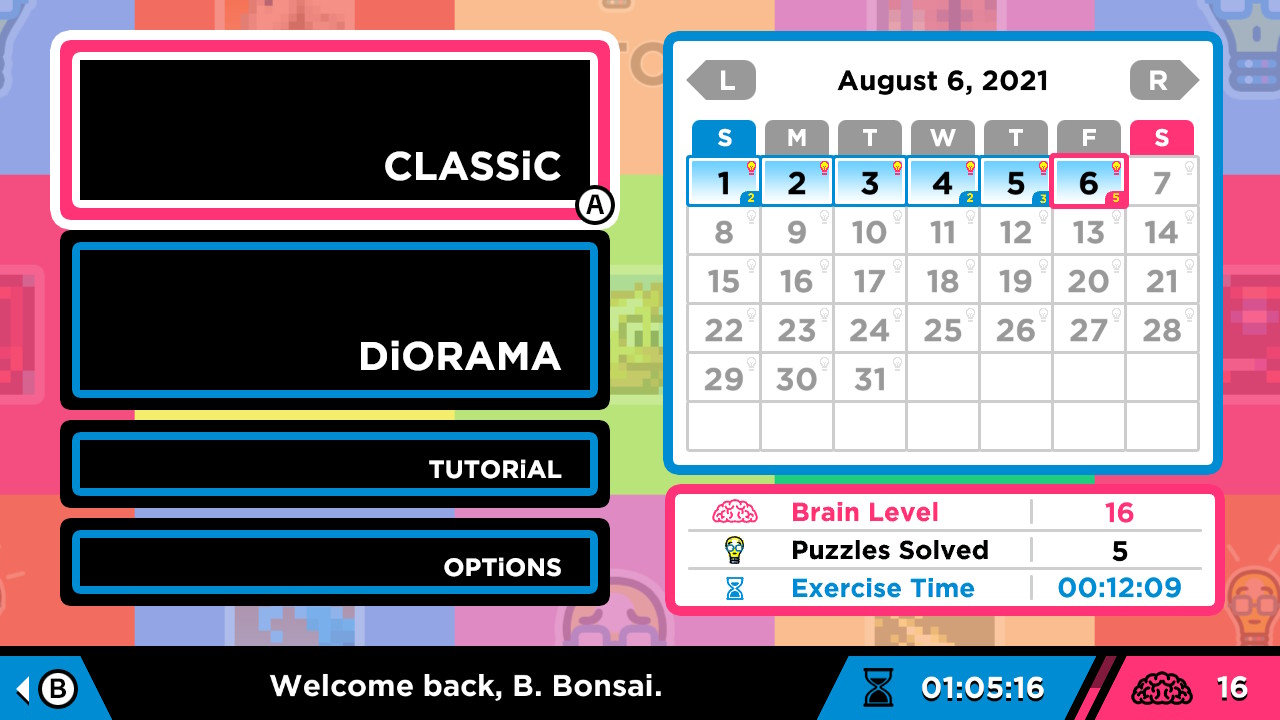 CLASSiC
A
DiORAMA
TUTORiAL
OPTiONS
L August 6, 2021 R
S M T W T F S
1 2 2 3 4 2 5 3 6 5 7
8 9 10 11 12 13 14
15 16 17 18 19 20 21
22 23 24 25 26 27 28
29 30 31
Brain Level 16
Puzzles Solved 5
Exercise Time 00:12:09
B Welcome back, B. Bonsai. 01:05:16 16